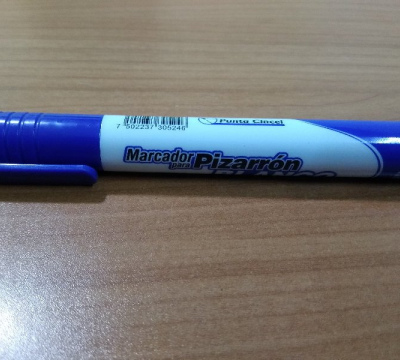 Punta Cincel
7 502237 305246
Marcador para Pizarrón